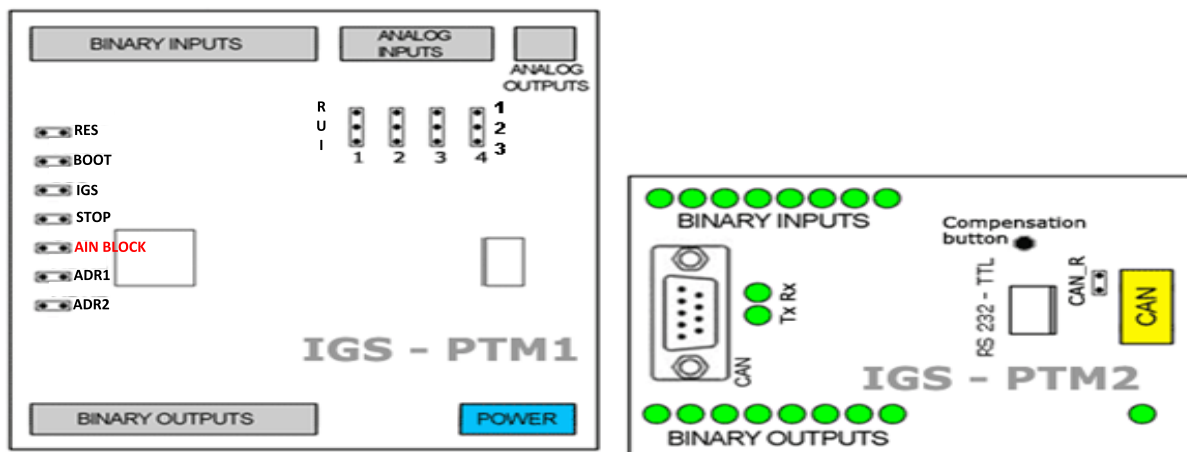 BINARY INPUTS
ANALOG
INPUTS
ANALOG
OUTPUTS
R
U
I
1
2
3
1 2 3 4
RES
BOOT
IGS
STOP
AIN BLOCK
ADR1
ADR2
IGS - PTM1
BINARY OUTPUTS
POWER
BINARY INPUTS
Compensation
button
Tx Rx
CAN
RS 232 - TTL
CAN_R
CAN
IGS - PTM2
BINARY OUTPUTS